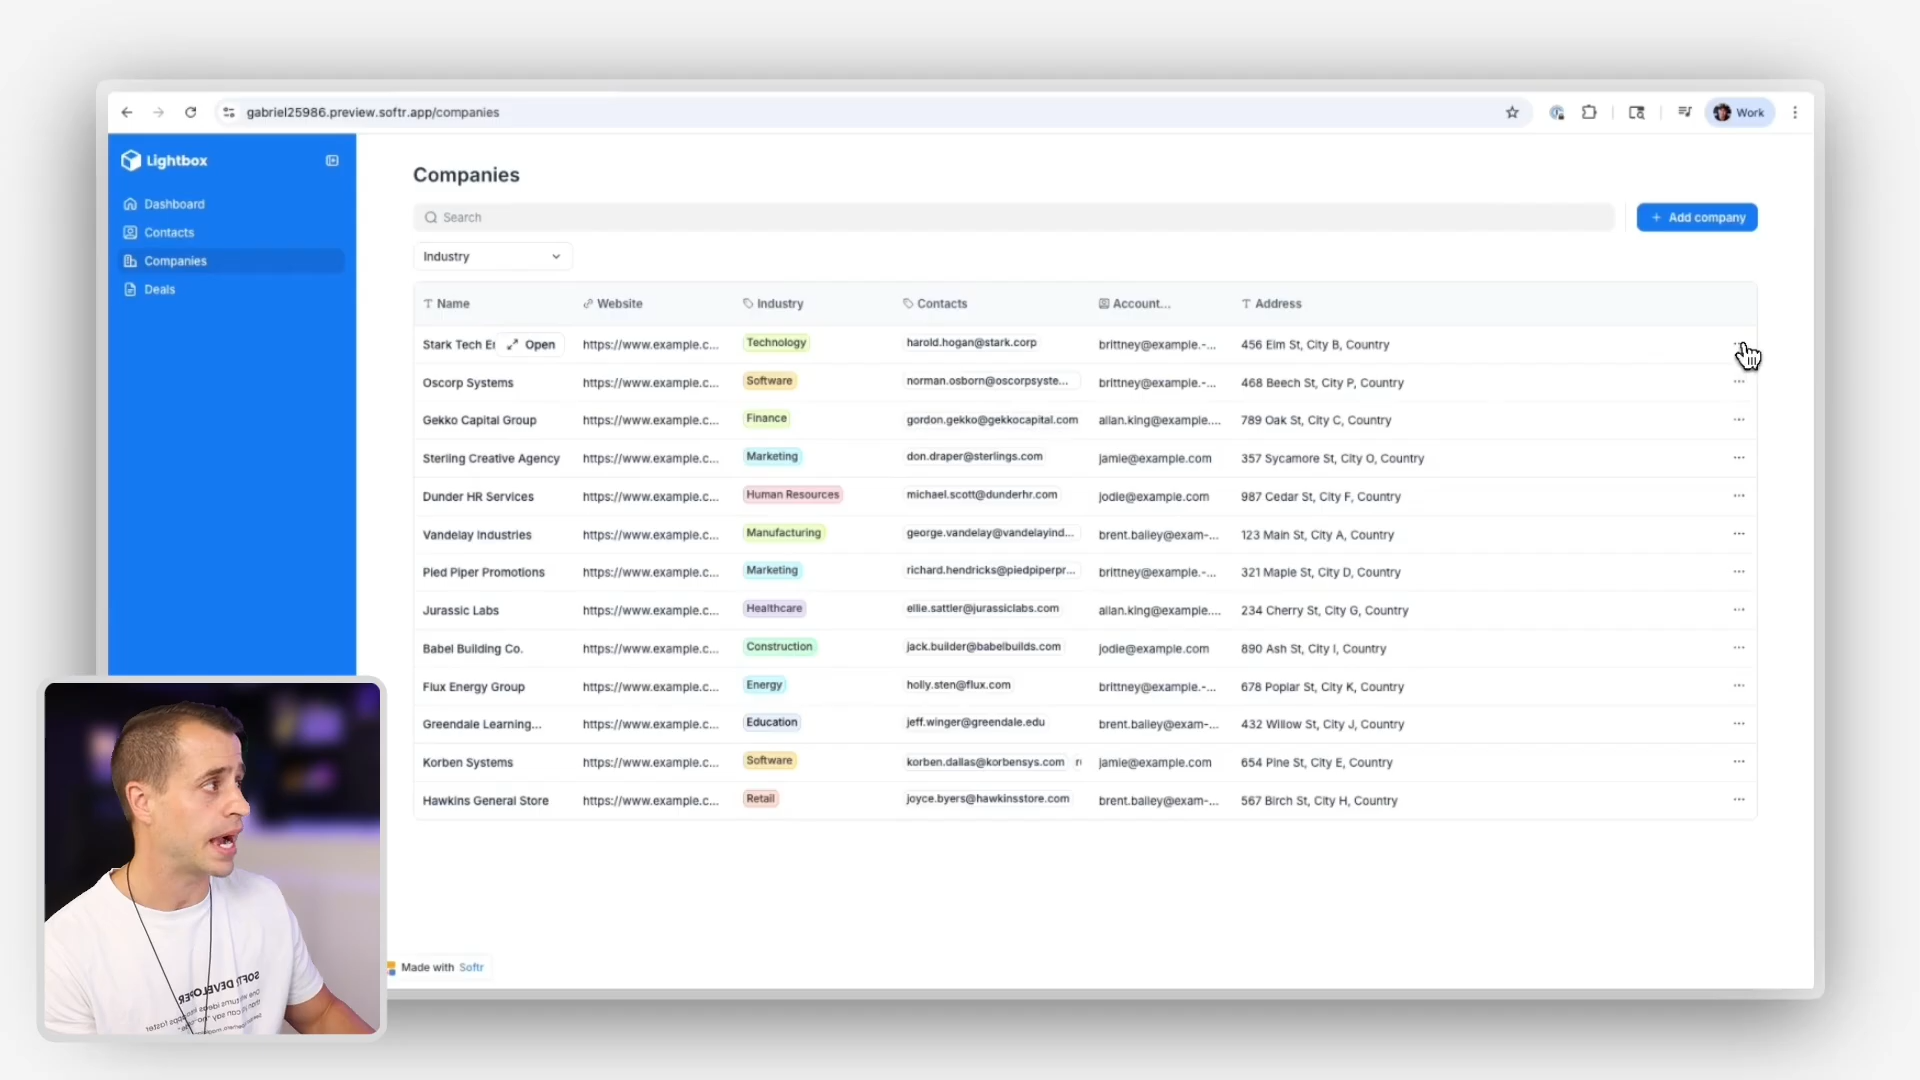 gabriel25986.preview.softr.app/companies
Work
Lightbox
Dashboard
Contacts
Companies
Deals
Companies
Search
+ Add company
Industry
Name Website Industry Contacts Account... Address
Stark Tech Open https://www.example.c... Technology harold.hogan@stark.corp brittney@example.-... 456 Elm St, City B, Country
Oscorp Systems https://www.example.c... Software norman.osborn@oscorpsyste... brittney@example.-... 468 Beech St, City P, Country
Gekko Capital Group https://www.example.c... Finance gordon.gekko@gekkocapital.com allan.king@example.... 789 Oak St, City C, Country
Sterling Creative Agency https://www.example.c... Marketing don.draper@sterlings.com jamie@example.com 357 Sycamore St, City O, Country
Dunder HR Services https://www.example.c... Human Resources michael.scott@dunderhr.com jodie@example.com 987 Cedar St, City F, Country
Vandelay Industries https://www.example.c... Manufacturing george.vandelay@vandelayind... brent.bailey@exam-... 123 Main St, City A, Country
Pied Piper Promotions https://www.example.c... Marketing richard.hendricks@piedpiperpr... brittney@example.-... 321 Maple St, City D, Country
Jurassic Labs https://www.example.c... Healthcare ellie.sattler@jurassiclabs.com allan.king@example.... 234 Cherry St, City G, Country
Babel Building Co. https://www.example.c... Construction jack.builder@babelbuilds.com jodie@example.com 890 Ash St, City I, Country
Flux Energy Group https://www.example.c... Energy holly.sten@flux.com brittney@example.-... 678 Poplar St, City K, Country
Greendale Learning... https://www.example.c... Education jeff.winger@greendale.edu brent.bailey@exam-... 432 Willow St, City J, Country
Korben Systems https://www.example.c... Software korben.dallas@korbensys.com jamie@example.com 654 Pine St, City E, Country
Hawkins General Store https://www.example.c... Retail joyce.byers@hawkinsstore.com brent.bailey@exam-... 567 Birch St, City H, Country
Made with Softr
SOFTR DEVELOPER